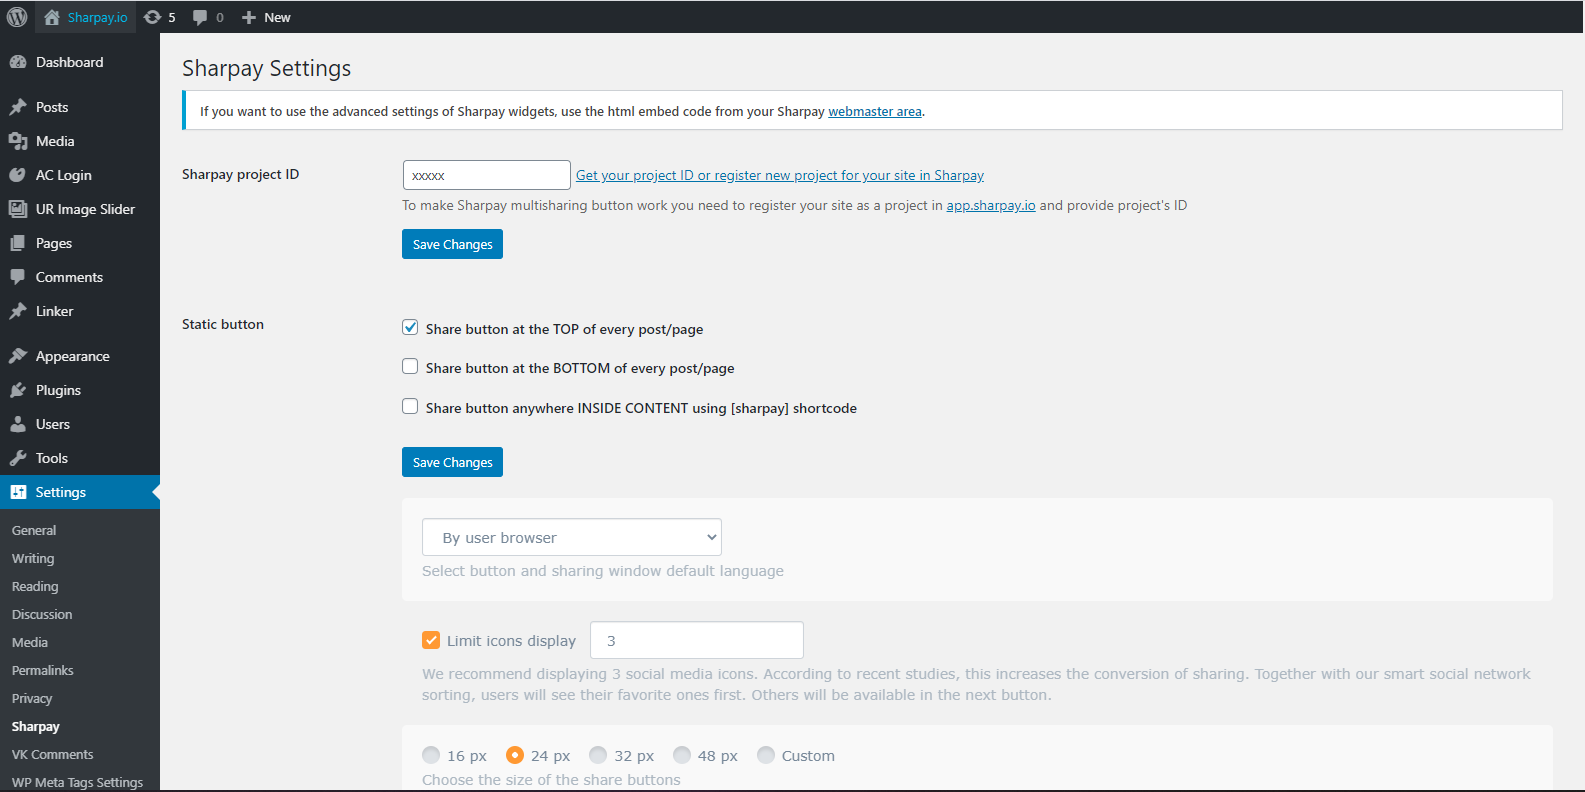 Sharpay.io 5 0 New
Dashboard
Posts
Media
AC Login
UR Image Slider
Pages
Comments
Linker
Appearance
Plugins
Users
Tools
Settings
General
Writing
Reading
Discussion
Media
Permalinks
Privacy
Sharpay
VK Comments
WP Meta Tags Settings
Sharpay Settings
If you want to use the advanced settings of Sharpay widgets, use the html embed code from your Sharpay webmaster area.
Sharpay project ID
xxxxx Get your project ID or register new project for your site in Sharpay
To make Sharpay multisharing button work you need to register your site as a project in app.sharpay.io and provide project's ID
Save Changes
Static button
Share button at the TOP of every post/page
Share button at the BOTTOM of every post/page
Share button anywhere INSIDE CONTENT using [sharpay] shortcode
Save Changes
By user browser
Select button and sharing window default language
Limit icons display 3
We recommend displaying 3 social media icons. According to recent studies, this increases the conversion of sharing. Together with our smart social network
sorting, users will see their favorite ones first. Others will be available in the next button.
16 px 24 px 32 px 48 px Custom
Choose the size of the share buttons